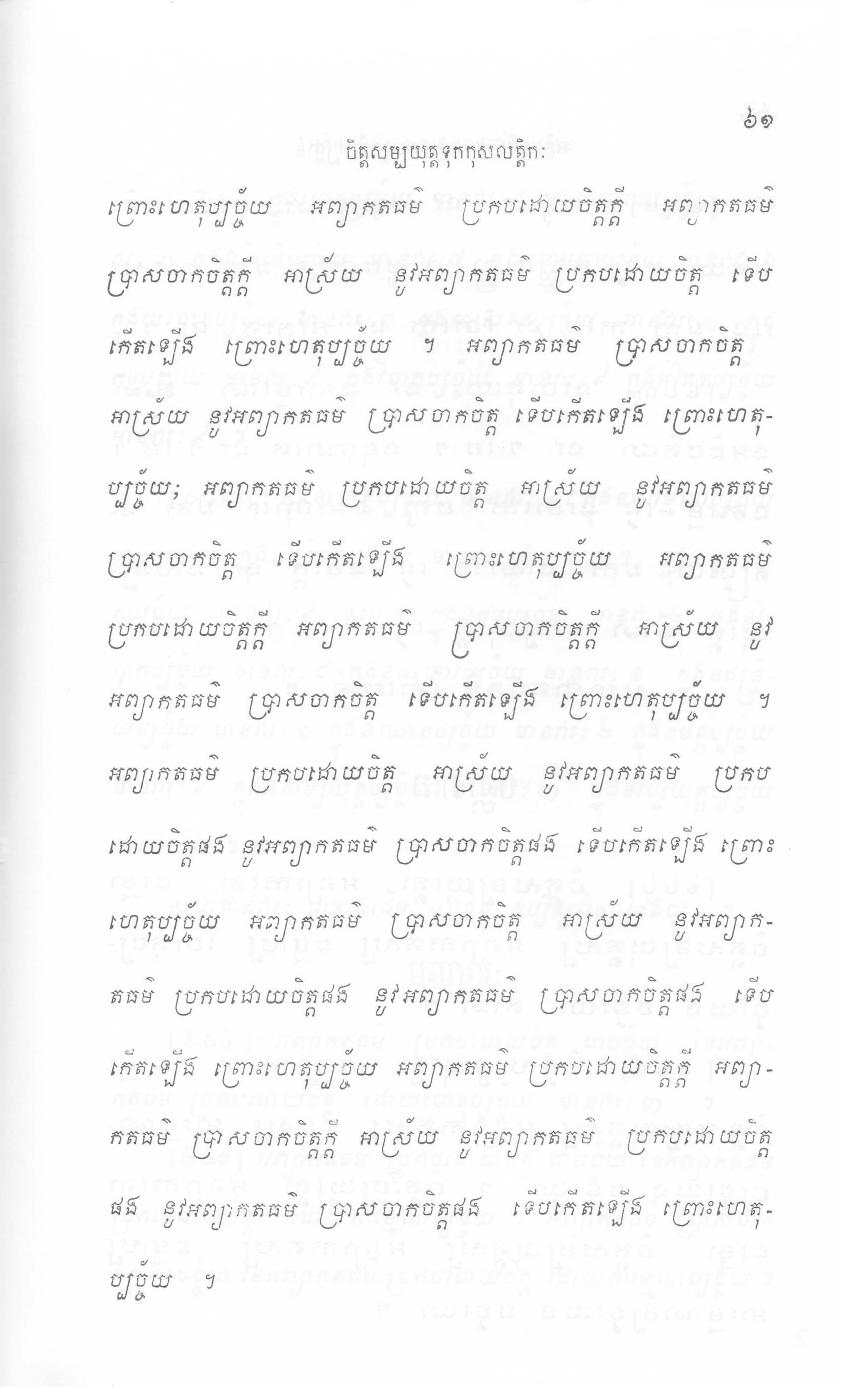 ៦១
ចិត្តសម្បយុត្តទុកកុសលត្តិកៈ
ព្រោះហេតុប្បច្ច័យ អព្យាកតធម៌ ប្រកបដោយចិត្តក្តី អព្យាកតធម៌
ប្រាសចាកចិត្តក្តី អាស្រ័យ នូវអព្យាកតធម៌ ប្រកបដោយចិត្ត ទើប
កើតឡើង ព្រោះហេតុប្បច្ច័យ ។ អព្យាកតធម៌ ប្រាសចាកចិត្ត
អាស្រ័យ នូវអព្យាកតធម៌ ប្រាសចាកចិត្ត ទើបកើតឡើង ព្រោះហេតុ-
ប្បច្ច័យ; អព្យាកតធម៌ ប្រកបដោយចិត្ត អាស្រ័យ នូវអព្យាកតធម៌
ប្រាសចាកចិត្ត ទើបកើតឡើង ព្រោះហេតុប្បច្ច័យ អព្យាកតធម៌
ប្រកបដោយចិត្តក្តី អព្យាកតធម៌ ប្រាសចាកចិត្តក្តី អាស្រ័យ នូវ
អព្យាកតធម៌ ប្រាសចាកចិត្ត ទើបកើតឡើង ព្រោះហេតុប្បច្ច័យ ។
អព្យាកតធម៌ ប្រកបដោយចិត្ត អាស្រ័យ នូវអព្យាកតធម៌ ប្រកប
ដោយចិត្តផង នូវអព្យាកតធម៌ ប្រាសចាកចិត្តផង ទើបកើតឡើង ព្រោះ
ហេតុប្បច្ច័យ អព្យាកតធម៌ ប្រាសចាកចិត្ត អាស្រ័យ នូវអព្យាក-
តធម៌ ប្រកបដោយចិត្តផង នូវអព្យាកតធម៌ ប្រាសចាកចិត្តផង ទើប
កើតឡើង ព្រោះហេតុប្បច្ច័យ អព្យាកតធម៌ ប្រកបដោយចិត្តក្តី អព្យា-
កតធម៌ ប្រាសចាកចិត្តក្តី អាស្រ័យ នូវអព្យាកតធម៌ ប្រកបដោយចិត្ត
ផង នូវអព្យាកតធម៌ ប្រាសចាកចិត្តផង ទើបកើតឡើង ព្រោះហេតុ-
ប្បច្ច័យ ។